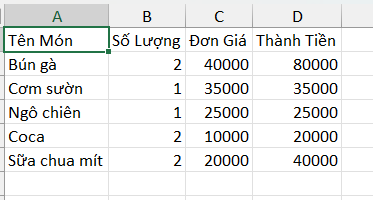 A B C D
Tên Món Số Lượng Đơn Giá Thành Tiền
Bún gà 2 40000 80000
Cơm sườn 1 35000 35000
Ngô chiên 1 25000 25000
Coca 2 10000 20000
Sữa chua mít 2 20000 40000